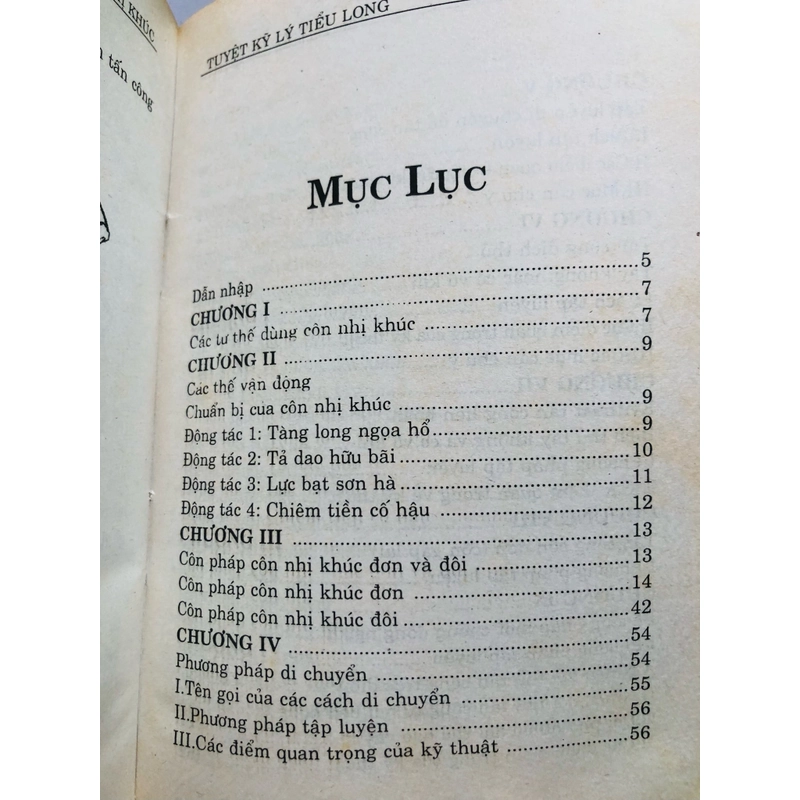 KHÚC
tấn công
TUYỆT KỸ LÝ TIỂU LONG
MỤC LỤC
Dẫn nhập ........ 5
CHƯƠNG I ........ 7
Các tư thế dùng côn nhị khúc ........ 7
CHƯƠNG II ........ 9
Các thế vận động
Chuẩn bị của côn nhị khúc ........ 9
Động tác 1: Tàng long ngọa hổ ........ 9
Động tác 2: Tả dao hữu bãi ........ 10
Động tác 3: Lực bạt sơn hà ........ 11
Động tác 4: Chiêm tiền cố hậu ........ 12
CHƯƠNG III ........ 13
Côn pháp côn nhị khúc đơn và đôi ........ 13
Côn pháp côn nhị khúc đơn ........ 14
Côn pháp côn nhị khúc đôi ........ 42
CHƯƠNG IV ........ 54
Phương pháp di chuyển ........ 54
I.Tên gọi của các cách di chuyển ........ 55
II.Phương pháp tập luyện ........ 56
III.Các điểm quan trọng của kỹ thuật ........ 56